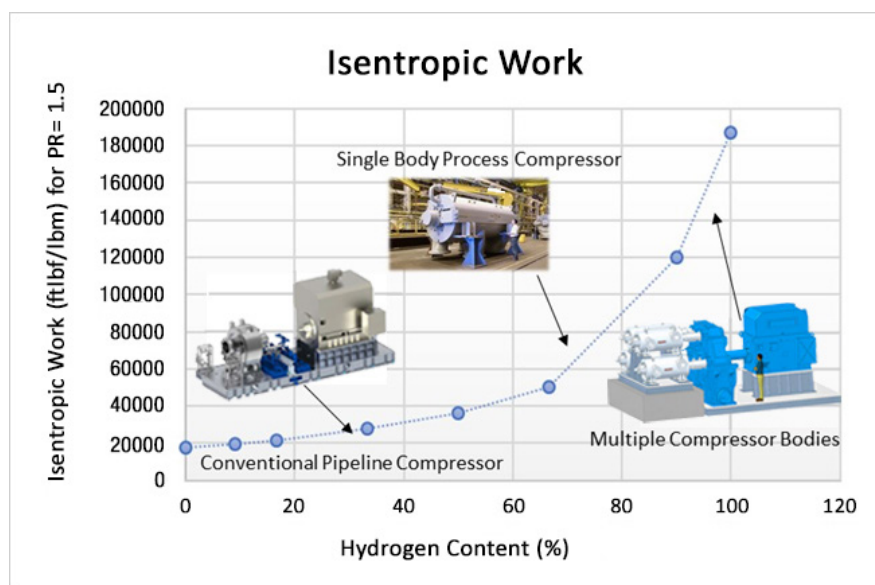 Isentropic Work
Isentropic Work (ftlbf/lbm) for PR= 1.5
200000
180000
160000
140000
120000
100000
80000
60000
40000
20000
0
Single Body Process Compressor
Conventional Pipeline Compressor
Multiple Compressor Bodies
0 20 40 60 80 100 120
Hydrogen Content (%)